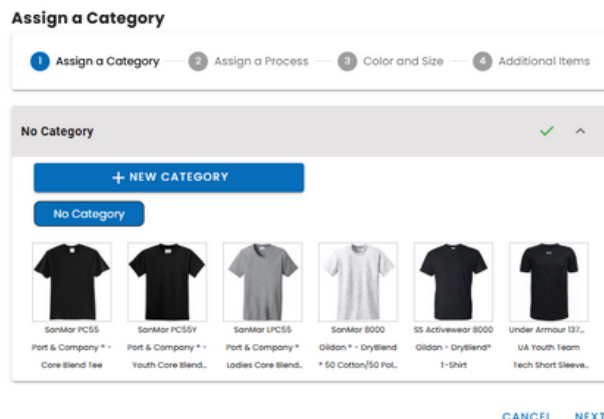 Assign a Category
1 Assign a Category 2 Assign a Process 3 Color and Size 4 Additional Items
No Category
+ NEW CATEGORY
No Category
SanMar PC55
Port & Company ® -
Core Blend Tee
SanMar PC55Y
Port & Company ® -
Youth Core Blend...
SanMar LPC55
Port & Company ®
Ladies Core Blend...
SanMar 8000
Gildan ® - DryBlend
® 50 Cotton/50 Pol...
SS Activewear 8000
Gildan - DryBlend®
T-Shirt
Under Armour 137...
UA Youth Team
Tech Short Sleeve...
CANCEL NEXT